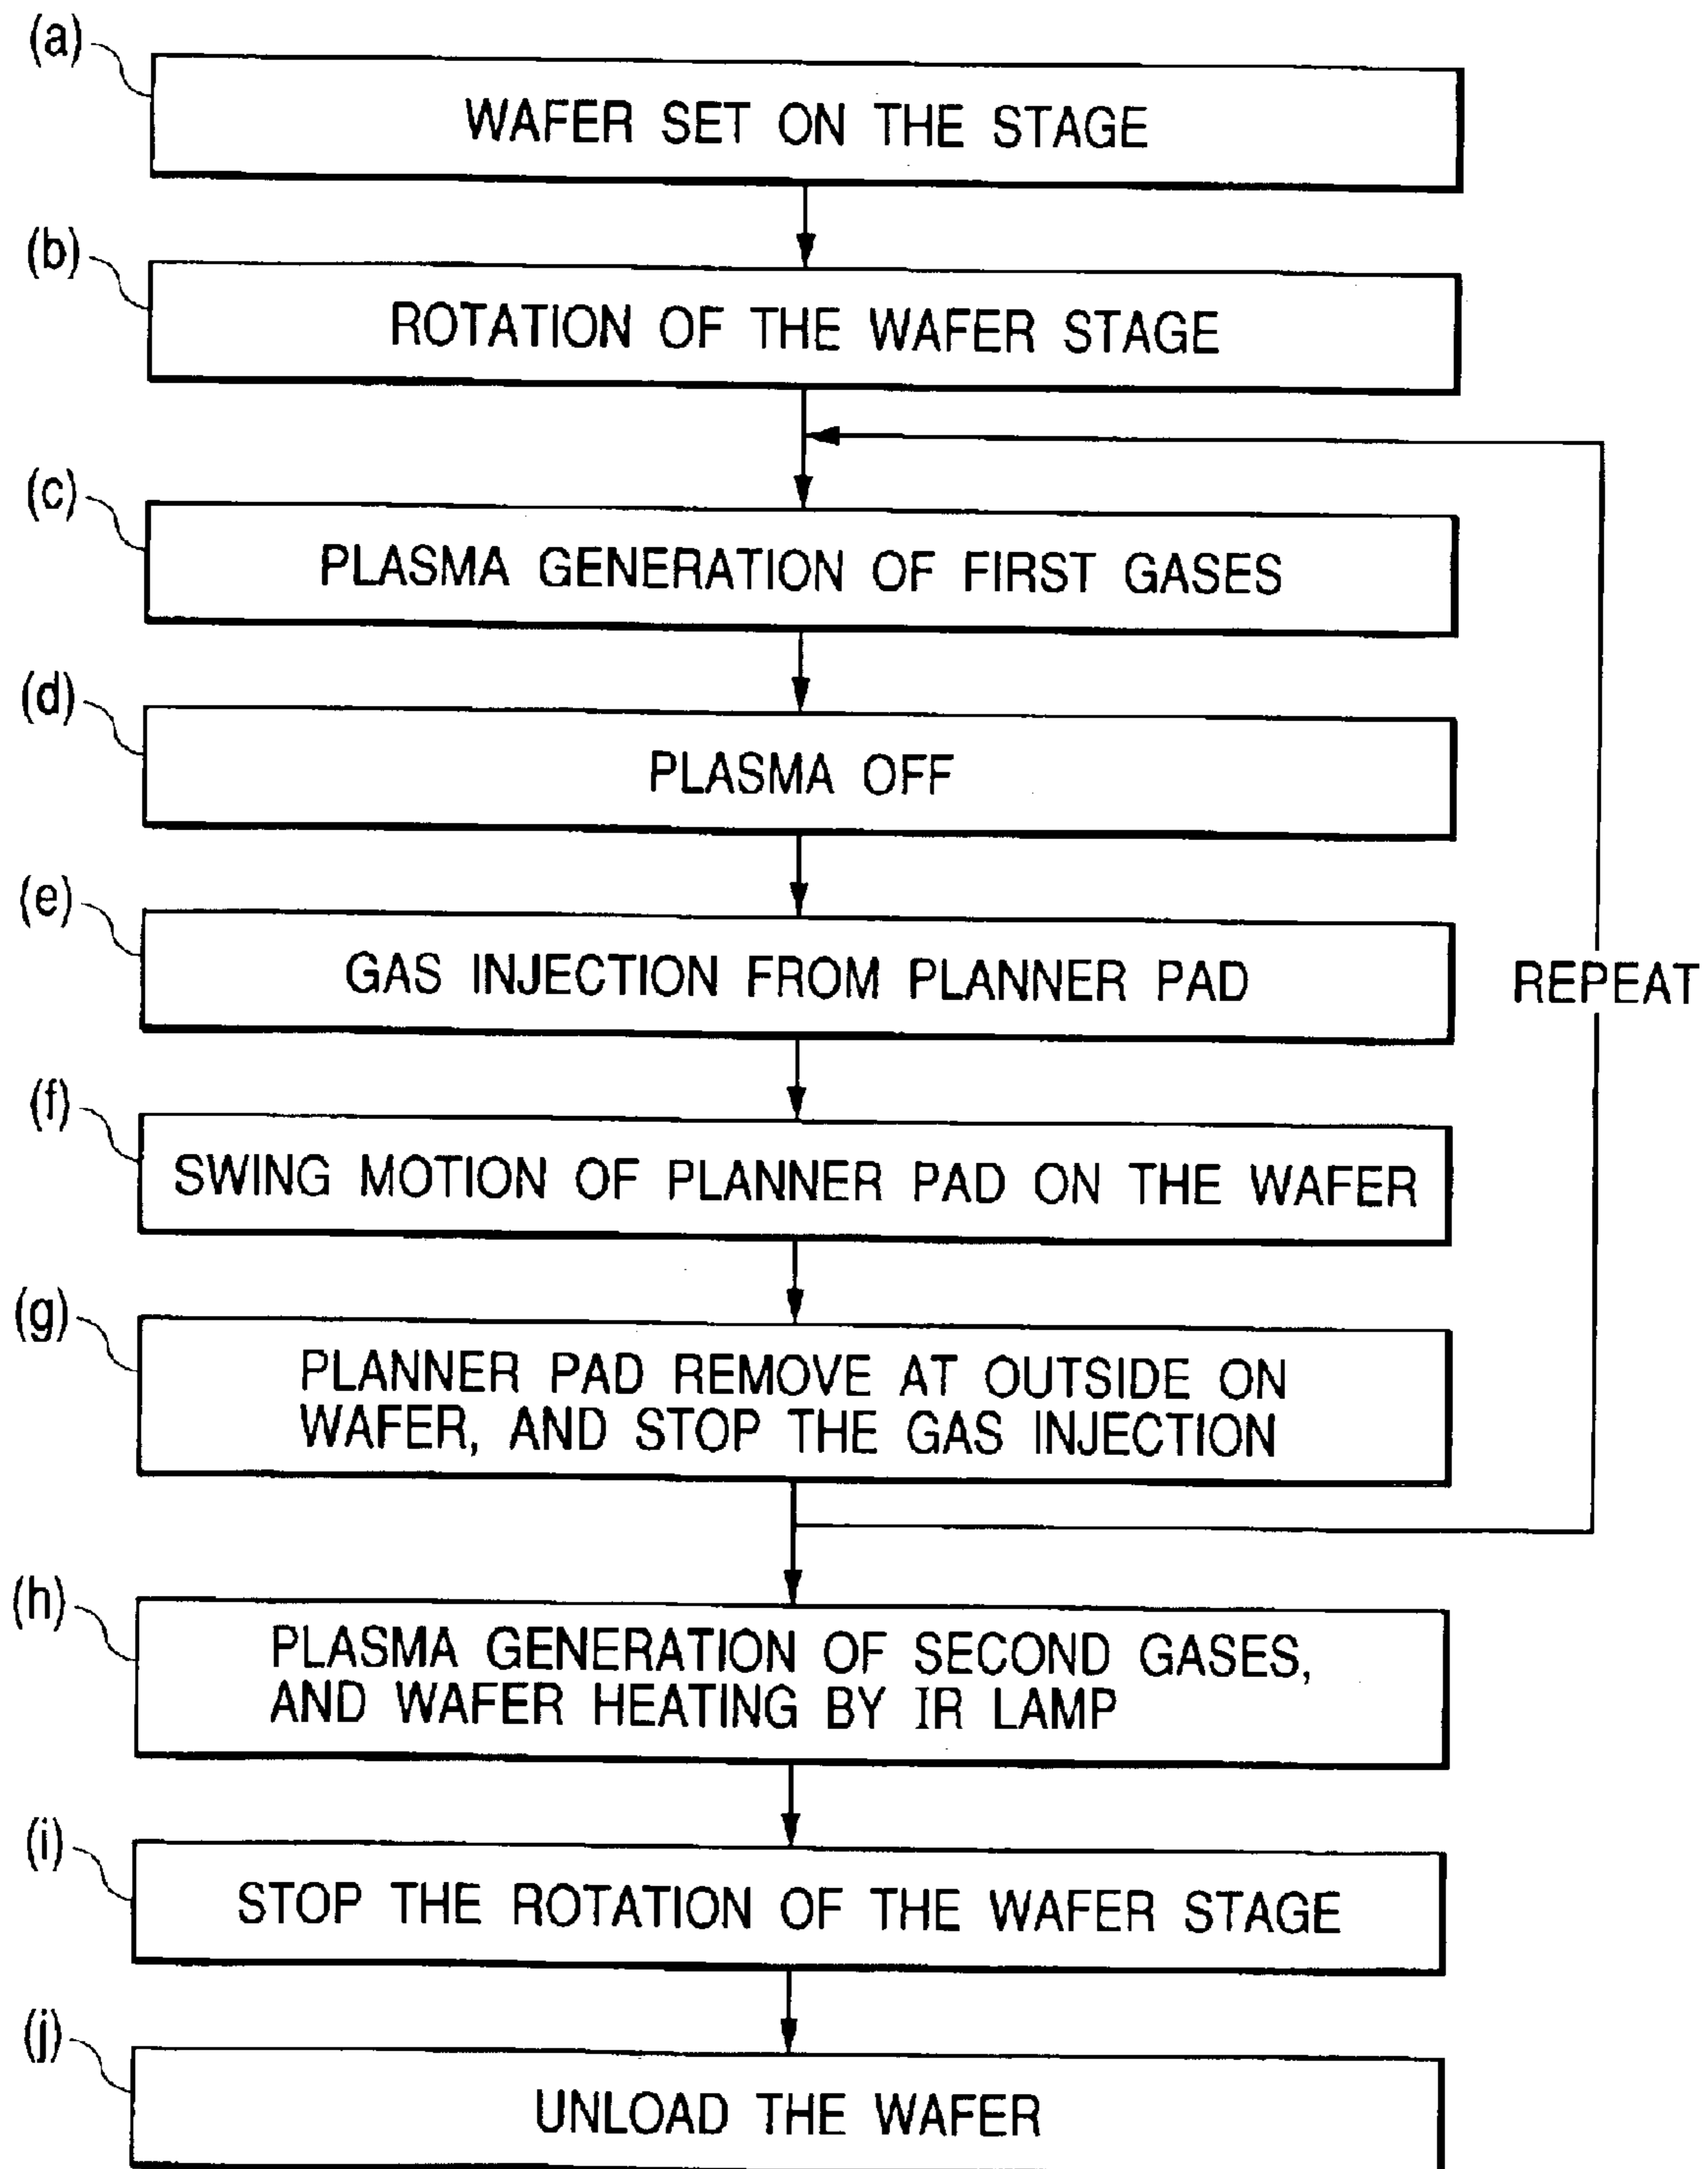 (a)
WAFER SET ON THE STAGE
(b)
ROTATION OF THE WAFER STAGE
(c)
PLASMA GENERATION OF FIRST GASES
(d)
PLASMA OFF
(e)
GAS INJECTION FROM PLANNER PAD
REPEAT
(f)
SWING MOTION OF PLANNER PAD ON THE WAFER
(g)
PLANNER PAD REMOVE AT OUTSIDE ON
WAFER, AND STOP THE GAS INJECTION
(h)
PLASMA GENERATION OF SECOND GASES,
AND WAFER HEATING BY IR LAMP
(i)
STOP THE ROTATION OF THE WAFER STAGE
(j)
UNLOAD THE WAFER